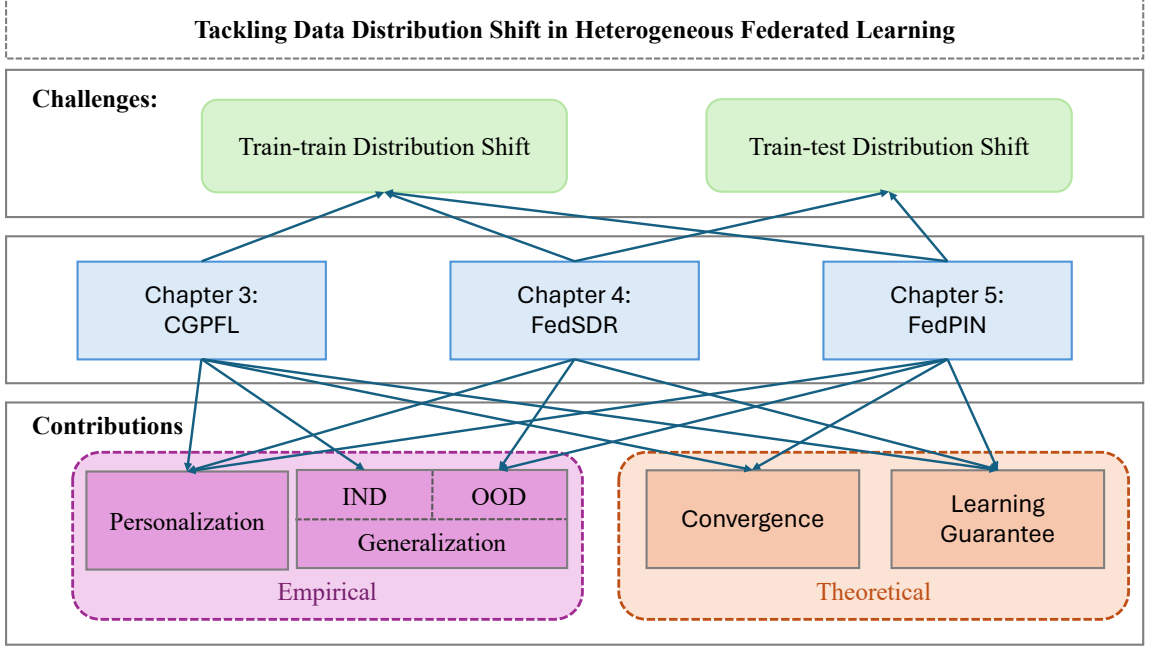 Tackling Data Distribution Shift in Heterogeneous Federated Learning
Challenges:
Train-train Distribution Shift
Train-test Distribution Shift
Chapter 3:
CGPFL
Chapter 4:
FedSDR
Chapter 5:
FedPIN
Contributions
Personalization
IND
OOD
Generalization
Empirical
Convergence
Learning
Guarantee
Theoretical